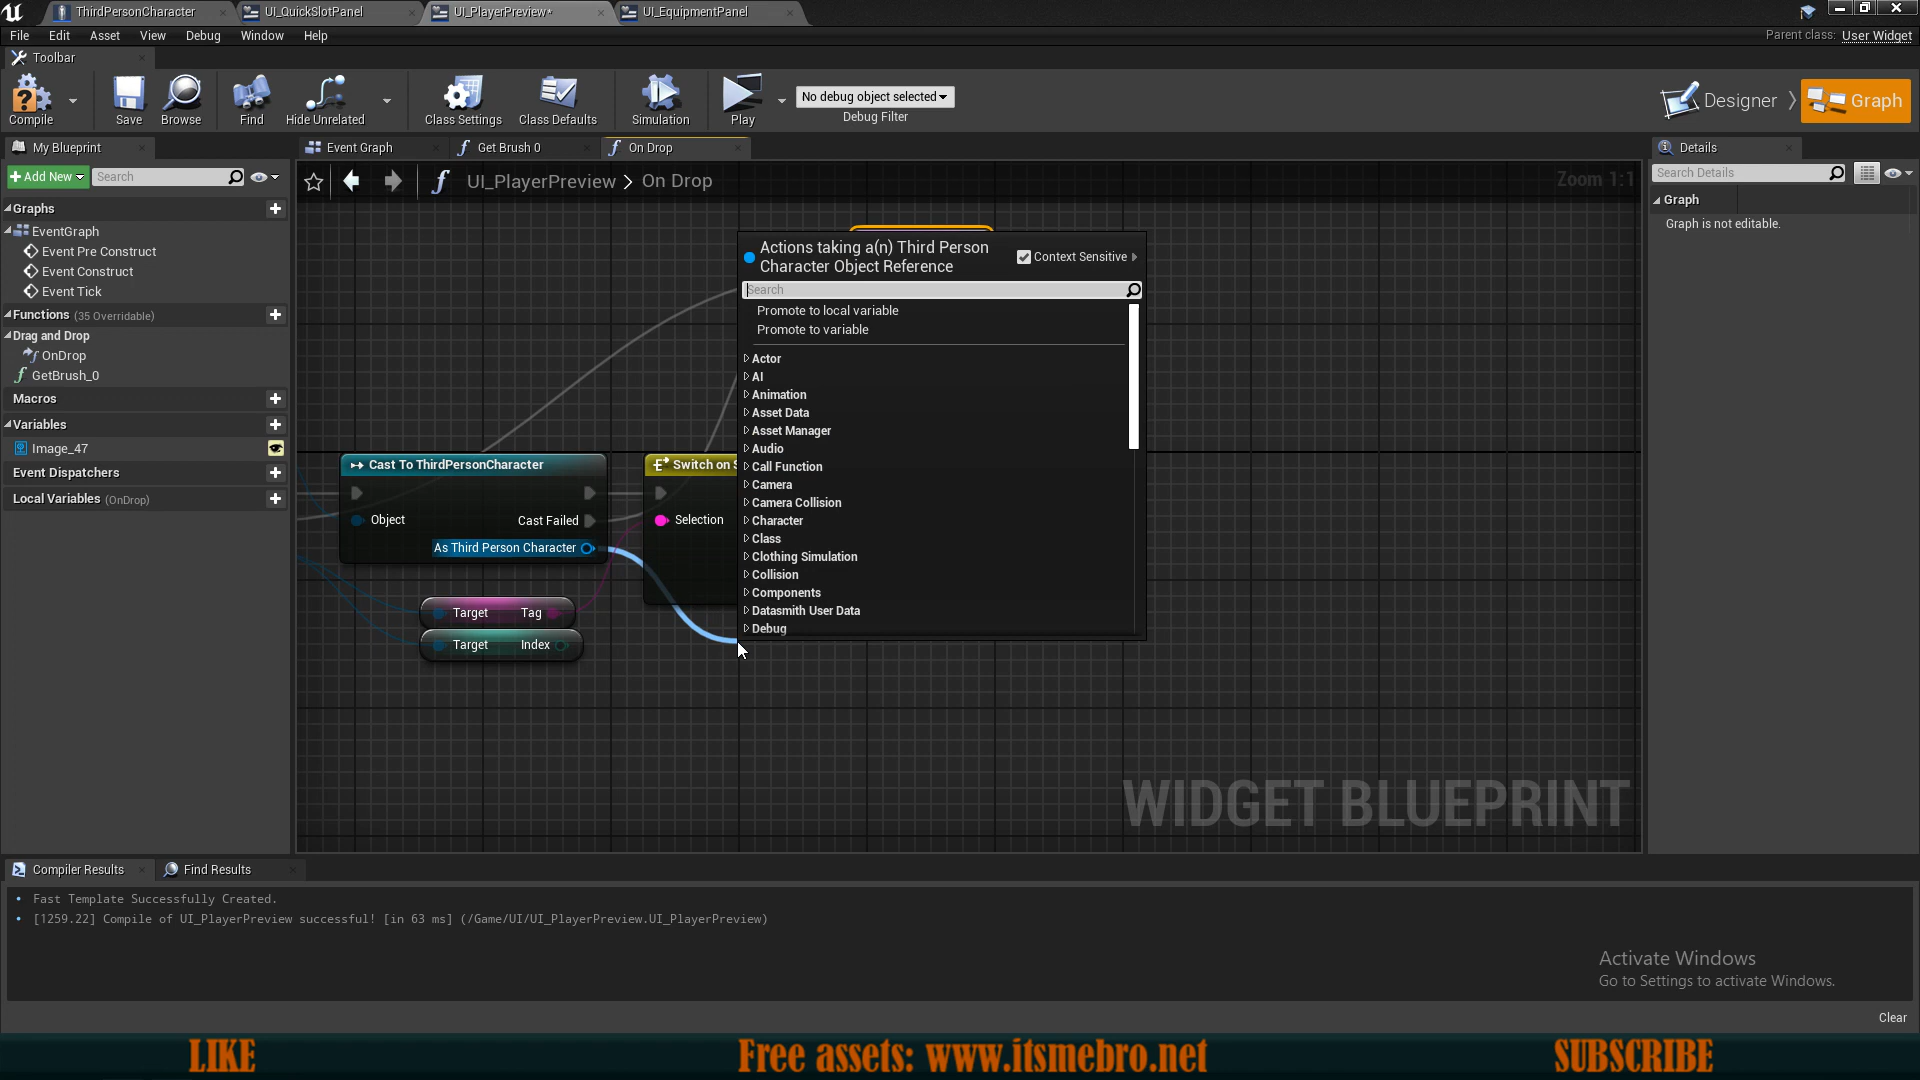 ThirdPersonCharacter
UI_QuickSlotPanel
UI_PlayerPreview*
UI_EquipmentPanel
File Edit Asset View Debug Window Help
Parent class: User Widget
Toolbar
Compile
Save
Browse
Find
Hide Unrelated
Class Settings
Class Defaults
Simulation
Play
No debug object selected
Debug Filter
Designer
Graph
My Blueprint
Event Graph
Get Brush 0
On Drop
Details
Add New
Search
UI_PlayerPreview > On Drop
Zoom 1:1
Search Details
Graphs
EventGraph
Event Pre Construct
Event Construct
Event Tick
Functions (35 Overridable)
Drag and Drop
OnDrop
GetBrush_0
Macros
Variables
Image_47
Event Dispatchers
Local Variables (OnDrop)
Graph
Graph is not editable.
Actions taking a(n) Third Person
Character Object Reference
Context Sensitive
Search
Promote to local variable
Promote to variable
Actor
AI
Animation
Asset Data
Asset Manager
Audio
Call Function
Camera
Camera Collision
Character
Class
Clothing Simulation
Collision
Components
Datasmith User Data
Debug
Cast To ThirdPersonCharacter
Object
Cast Failed
As Third Person Character
Switch on S
Selection
Target Tag
Target Index
WIDGET BLUEPRINT
Compiler Results
Find Results
Fast Template Successfully Created.
[1259.22] Compile of UI_PlayerPreview successful! [in 63 ms] (/Game/UI/UI_PlayerPreview.UI_PlayerPreview)
Activate Windows
Go to Settings to activate Windows.
Clear
LIKE
Free assets: www.itsmebro.net
SUBSCRIBE